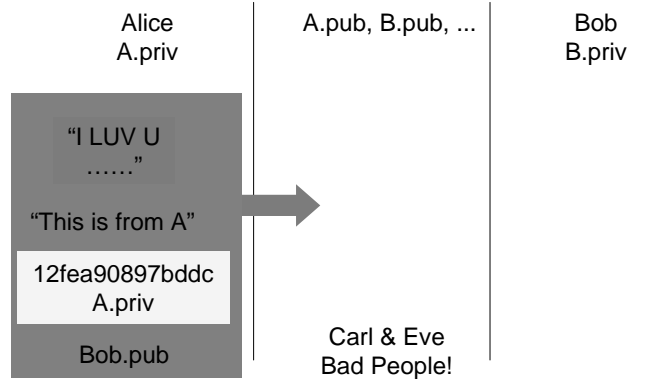 Alice
A.priv
A.pub, B.pub, ...
Bob
B.priv
“I LUV U
……”
“This is from A”
12fea90897bddc
A.priv
Bob.pub
Carl & Eve
Bad People!